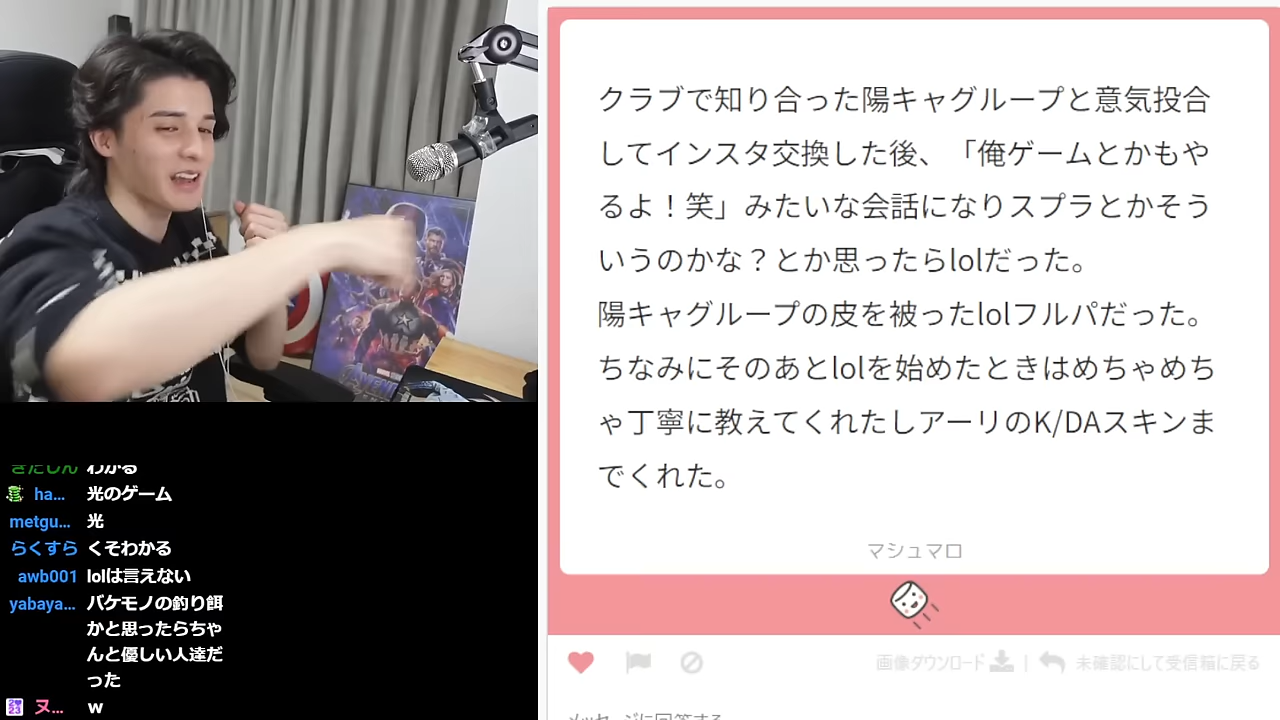 クラブで知り合った陽キャグループと意気投合
してインスタ交換した後、「俺ゲームとかもや
るよ！笑」みたいな会話になりスプラとかそう
いうのかな？とか思ったらlolだった。
陽キャグループの皮を被ったlolフルパだった。
ちなみにそのあとlolを始めたときはめちゃめち
ゃ丁寧に教えてくれたしアーリのK/DAスキンま
でくれた。
マシュマロ
画像ダウンロード | 未確認にして受信箱に戻る
きたしん わかる
ha… 光のゲーム
metgu… 光
らくすら くそわかる
awb001 lolは言えない
yabaya… バケモノの釣り餌
かと思ったらちゃ
んと優しい人達だ
った
ヌ… w